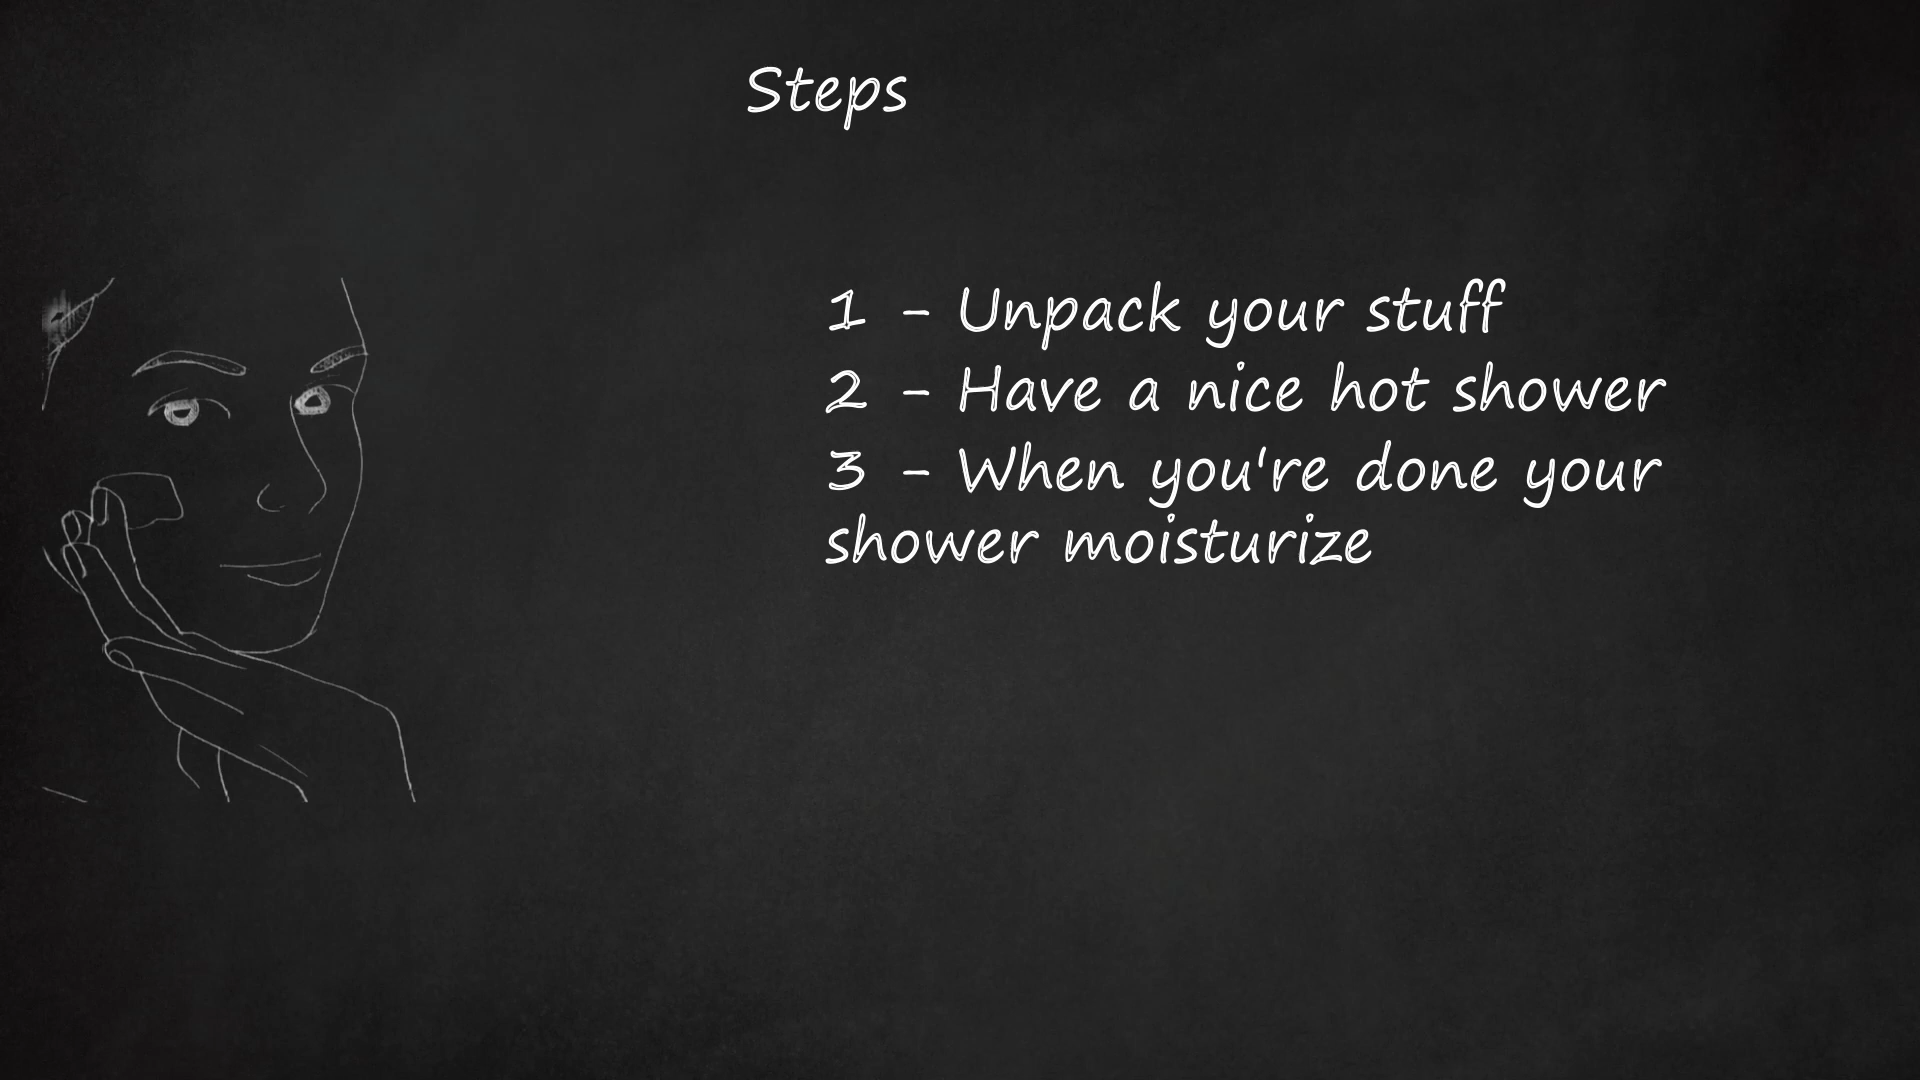 Steps
1 - Unpack your stuff
2 - Have a nice hot shower
3 - When you're done your
shower moisturize